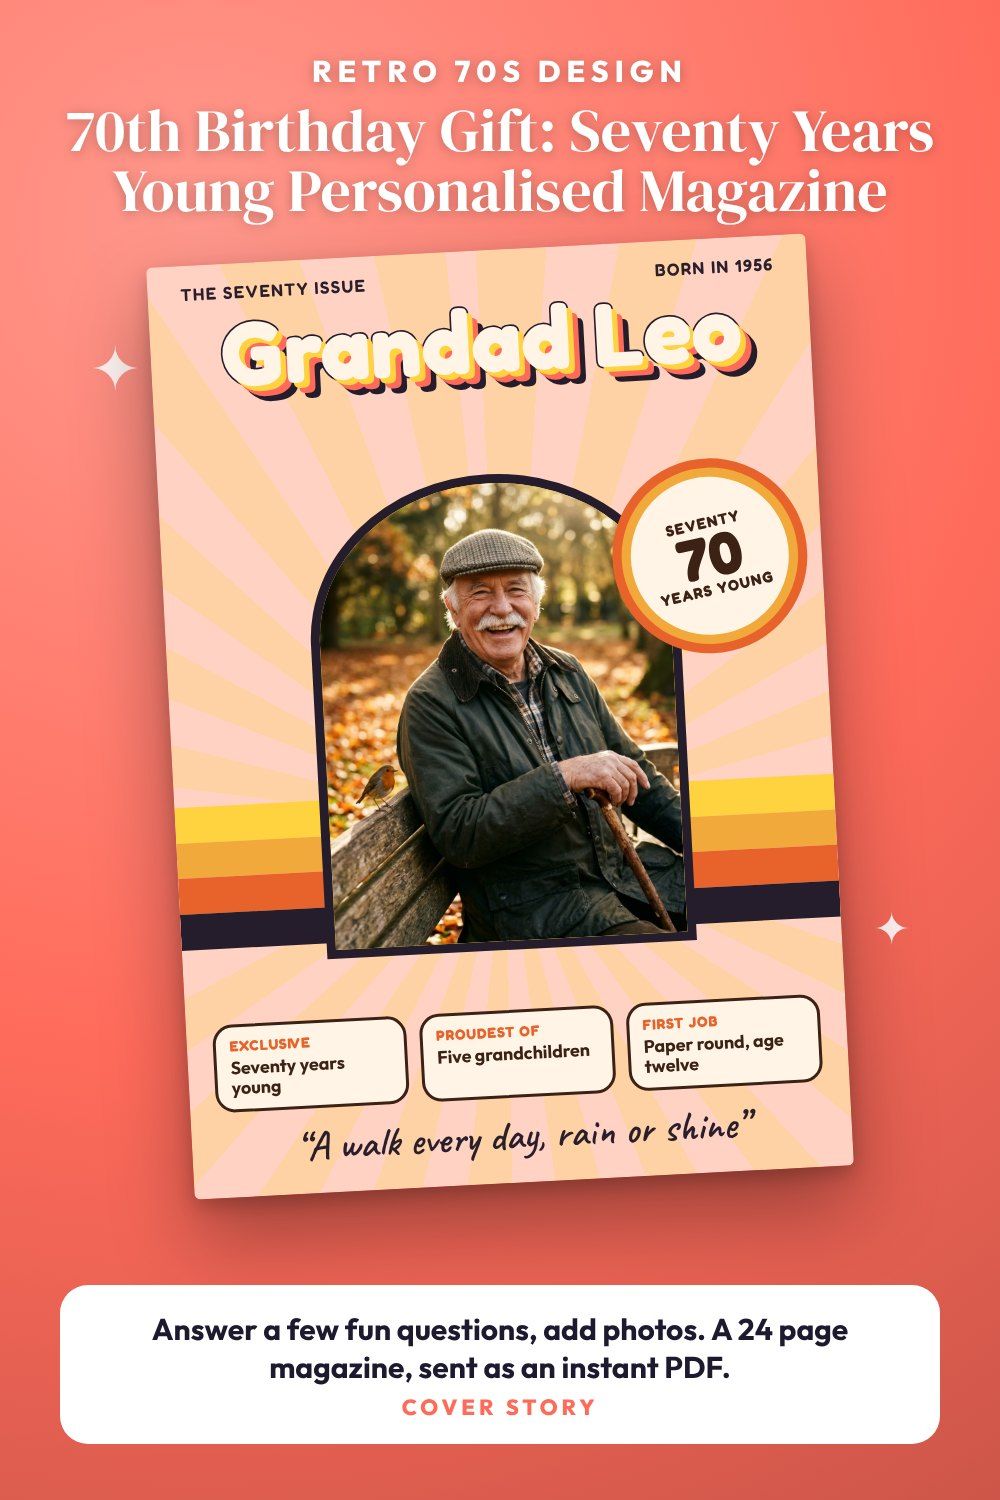 RETRO 70S DESIGN
70th Birthday Gift: Seventy Years
Young Personalised Magazine
THE SEVENTY ISSUE
BORN IN 1956
Grandad Leo
SEVENTY
70
YEARS YOUNG
EXCLUSIVE
Seventy years
young
PROUDEST OF
Five grandchildren
FIRST JOB
Paper round, age
twelve
“A walk every day, rain or shine”
Answer a few fun questions, add photos. A 24 page
magazine, sent as an instant PDF.
COVER STORY